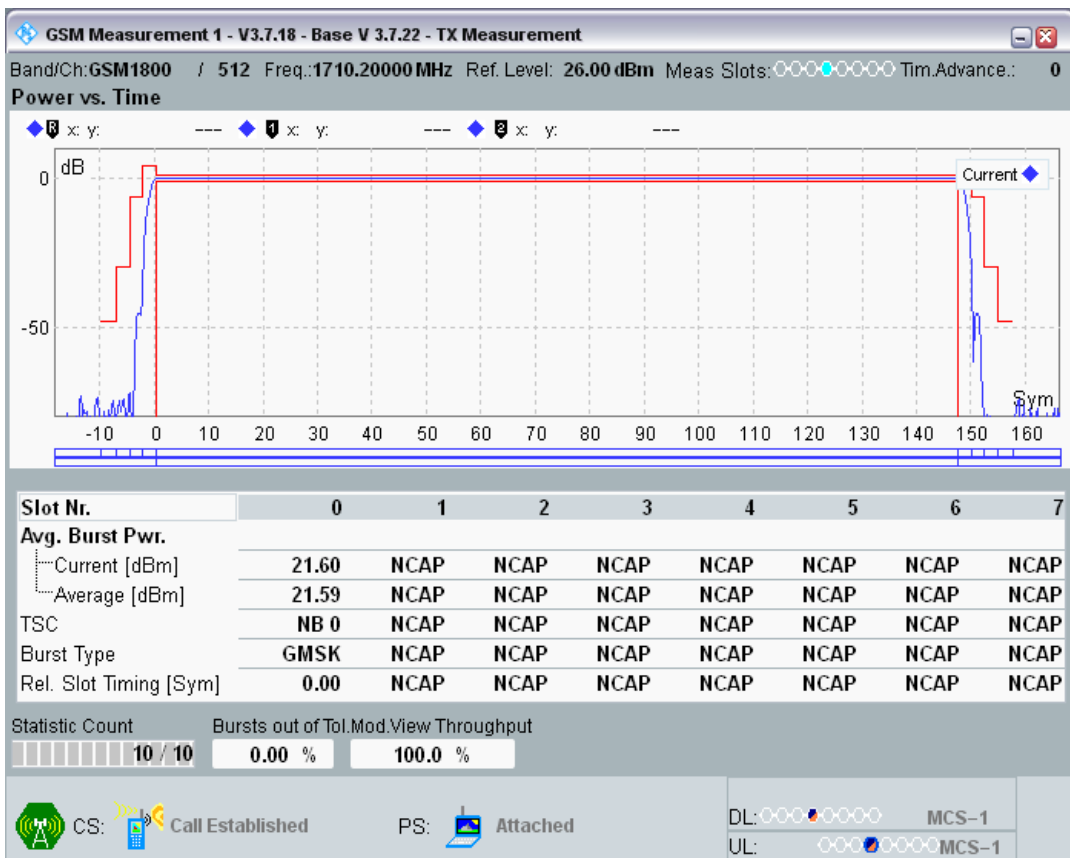 GSM Measurement 1 - V3.7.18 - Base V 3.7.22 - TX Measurement
Band/Ch:GSM1800 / 512 Freq.:1710.20000 MHz Ref. Level: 26.00 dBm Meas Slots: Tim.Advance.: 0
Power vs. Time
R x: y: --- 1 x: y: --- 2 x: y: ---
dB
Current
0
-50
Sym
-10 0 10 20 30 40 50 60 70 80 90 100 110 120 130 140 150 160
Slot Nr. 0 1 2 3 4 5 6 7
Avg. Burst Pwr.
Current [dBm] 21.60 NCAP NCAP NCAP NCAP NCAP NCAP NCAP
Average [dBm] 21.59 NCAP NCAP NCAP NCAP NCAP NCAP NCAP
TSC NB 0 NCAP NCAP NCAP NCAP NCAP NCAP NCAP
Burst Type GMSK NCAP NCAP NCAP NCAP NCAP NCAP NCAP
Rel. Slot Timing [Sym] 0.00 NCAP NCAP NCAP NCAP NCAP NCAP NCAP
Statistic Count Bursts out of Tol.Mod.View Throughput
10 / 10 0.00 % 100.0 %
CS: Call Established PS: Attached
DL: MCS-1
UL: MCS-1